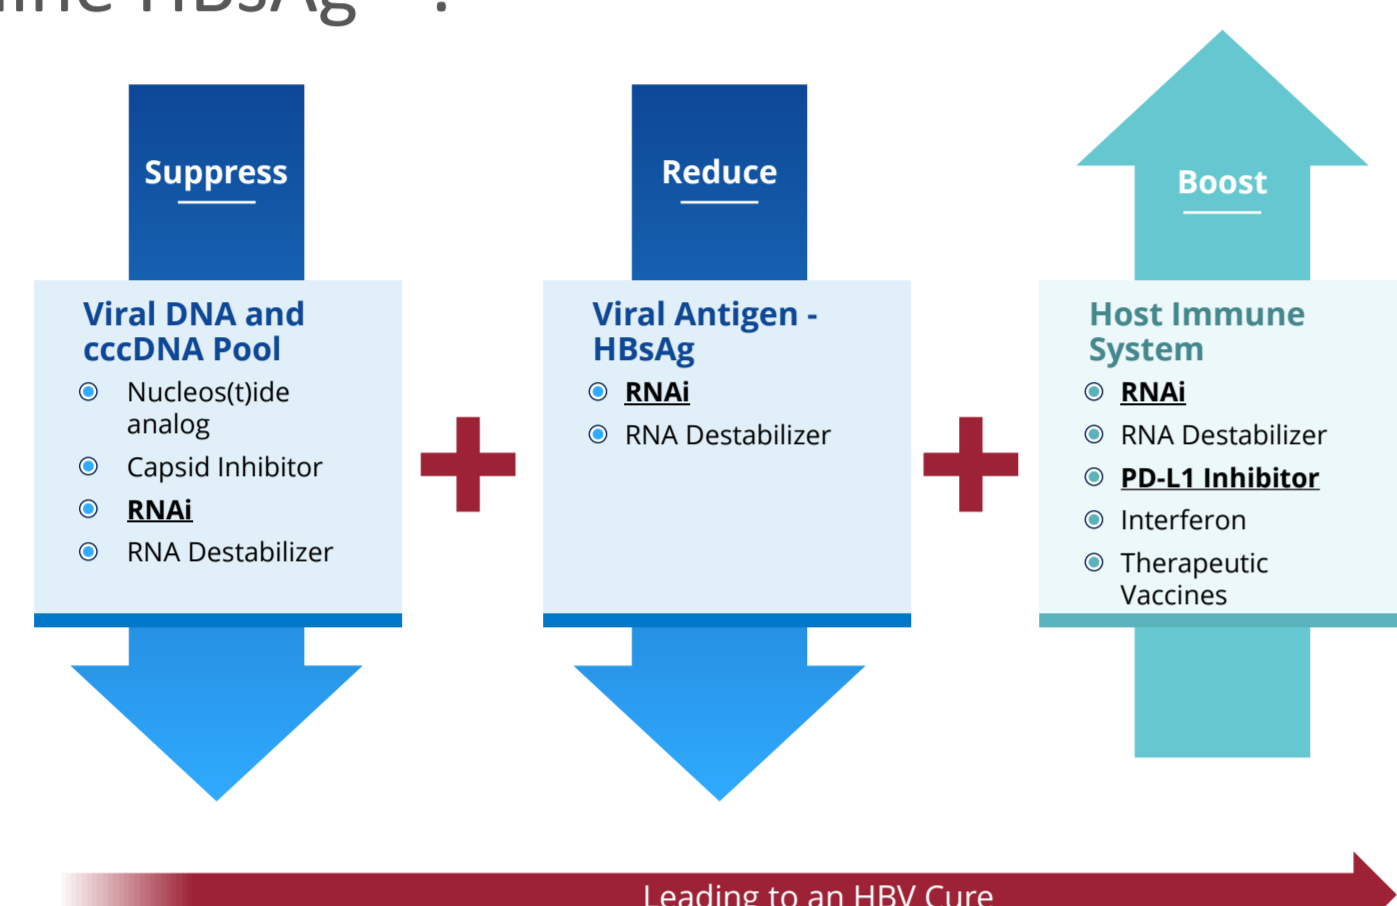 HBsAg
Suppress
Viral DNA and
cccDNA Pool
Nucleos(t)ide
analog
Capsid Inhibitor
RNAi
RNA Destabilizer
Reduce
Viral Antigen -
HBsAg
RNAi
RNA Destabilizer
Boost
Host Immune
System
RNAi
RNA Destabilizer
PD-L1 Inhibitor
Interferon
Therapeutic
Vaccines
Leading to an HBV Cure